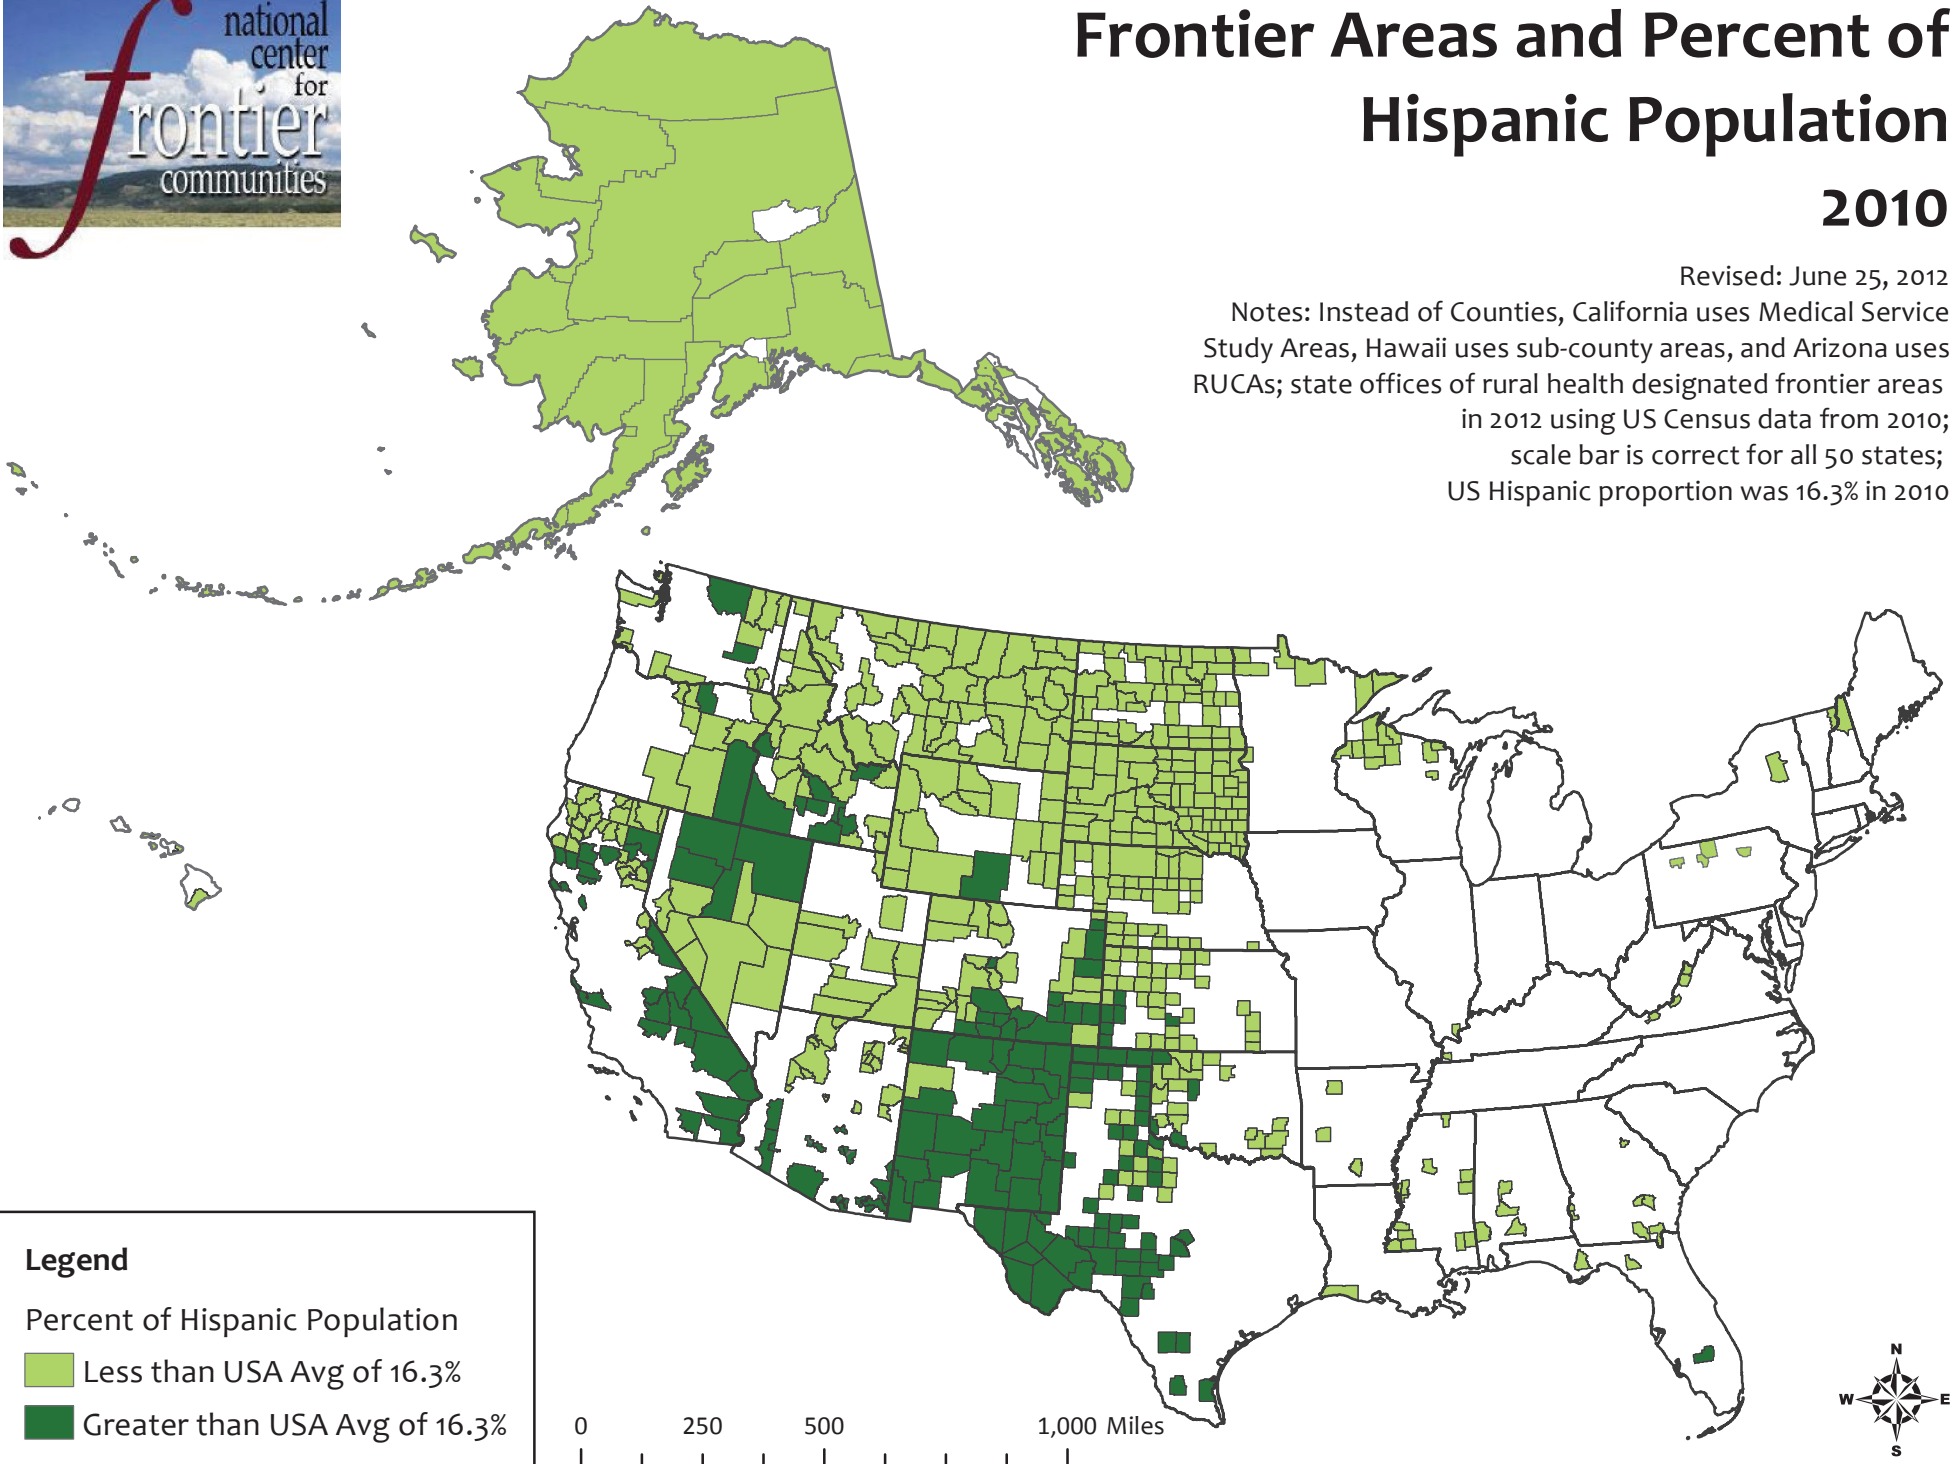 national
center
for
frontier
communities
Frontier Areas and Percent of
Hispanic Population
2010
Revised: June 25, 2012
Notes: Instead of Counties, California uses Medical Service
Study Areas, Hawaii uses sub-county areas, and Arizona uses
RUCAs; state offices of rural health designated frontier areas
in 2012 using US Census data from 2010;
scale bar is correct for all 50 states;
US Hispanic proportion was 16.3% in 2010
Legend
Percent of Hispanic Population
Less than USA Avg of 16.3%
Greater than USA Avg of 16.3%
0 250 500 1,000 Miles
N
W E
S